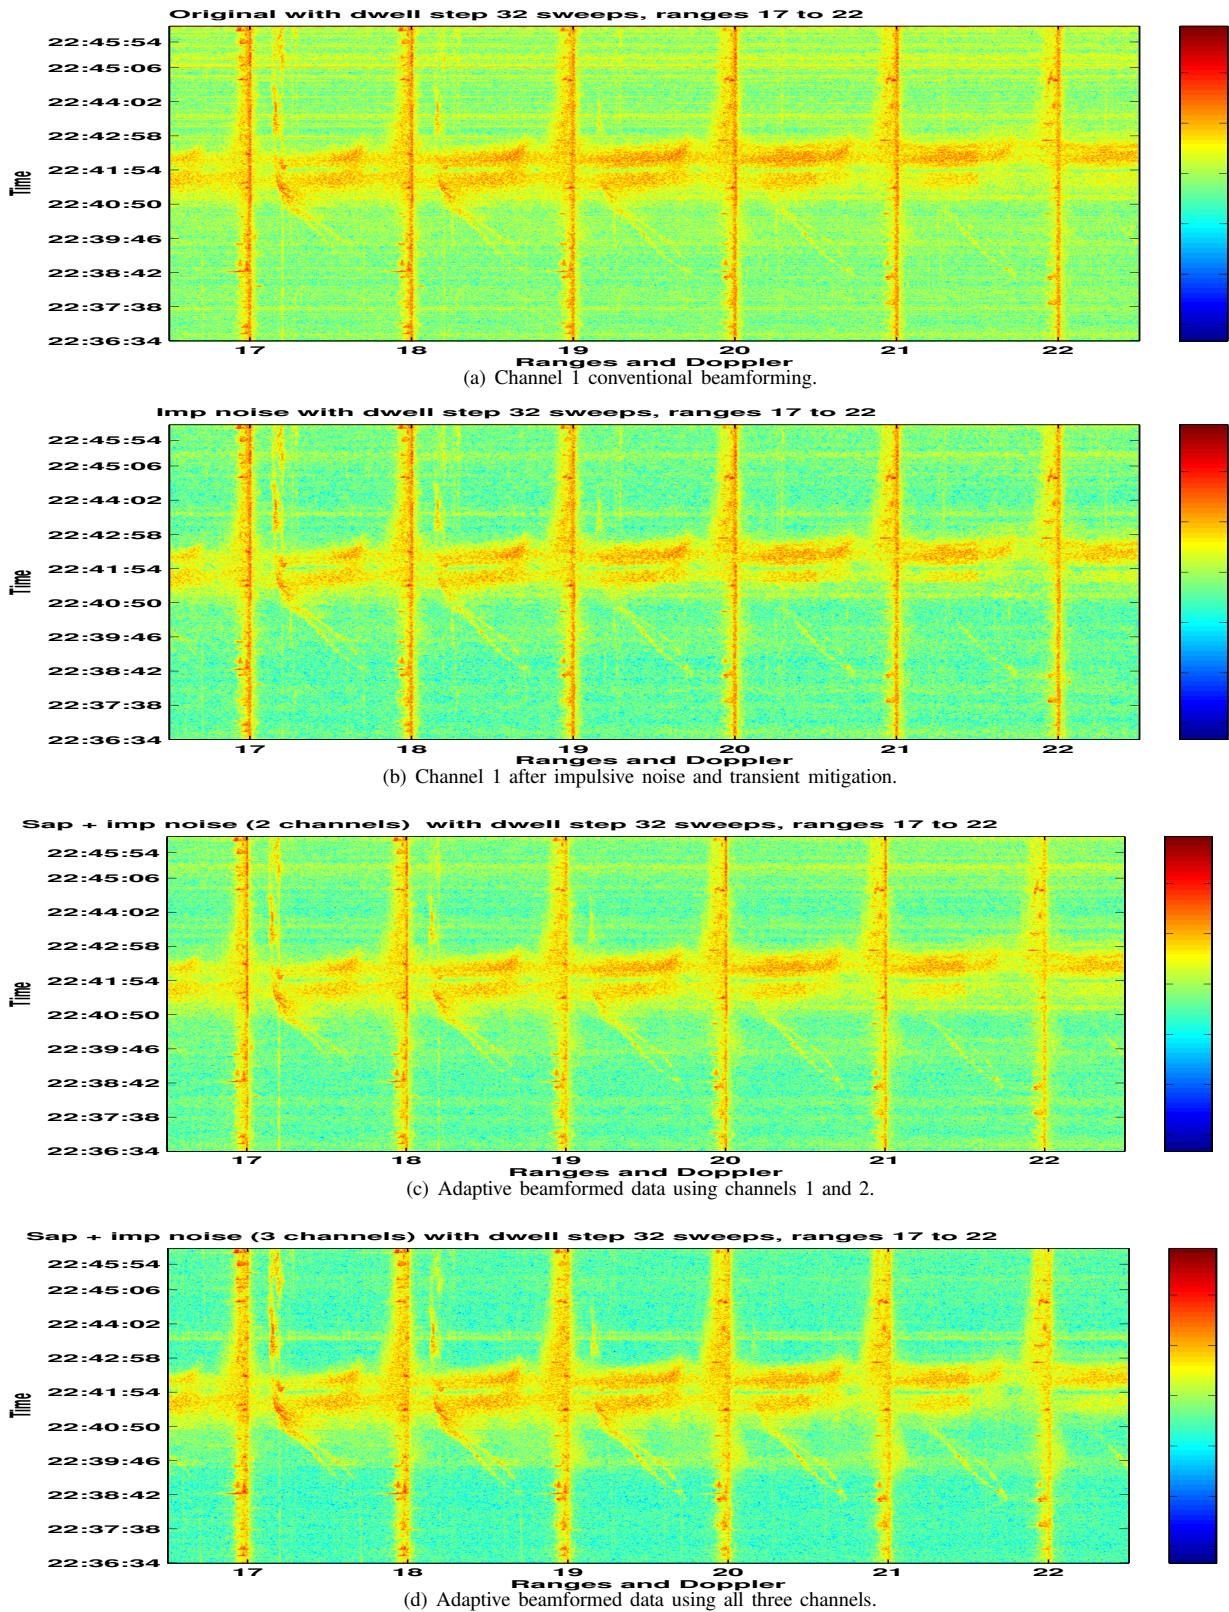 Original with dwell step 32 sweeps, ranges 17 to 22
22:45:54
22:45:06
22:44:02
22:42:58
22:41:54
22:40:50
22:39:46
22:38:42
22:37:38
22:36:34
Time
17 18 19 20 21 22
Ranges and Doppler
(a) Channel 1 conventional beamforming.
Imp noise with dwell step 32 sweeps, ranges 17 to 22
22:45:54
22:45:06
22:44:02
22:42:58
22:41:54
22:40:50
22:39:46
22:38:42
22:37:38
22:36:34
Time
17 18 19 20 21 22
Ranges and Doppler
(b) Channel 1 after impulsive noise and transient mitigation.
Sap + imp noise (2 channels) with dwell step 32 sweeps, ranges 17 to 22
22:45:54
22:45:06
22:44:02
22:42:58
22:41:54
22:40:50
22:39:46
22:38:42
22:37:38
22:36:34
Time
17 18 19 20 21 22
Ranges and Doppler
(c) Adaptive beamformed data using channels 1 and 2.
Sap + imp noise (3 channels) with dwell step 32 sweeps, ranges 17 to 22
22:45:54
22:45:06
22:44:02
22:42:58
22:41:54
22:40:50
22:39:46
22:38:42
22:37:38
22:36:34
Time
17 18 19 20 21 22
Ranges and Doppler
(d) Adaptive beamformed data using all three channels.